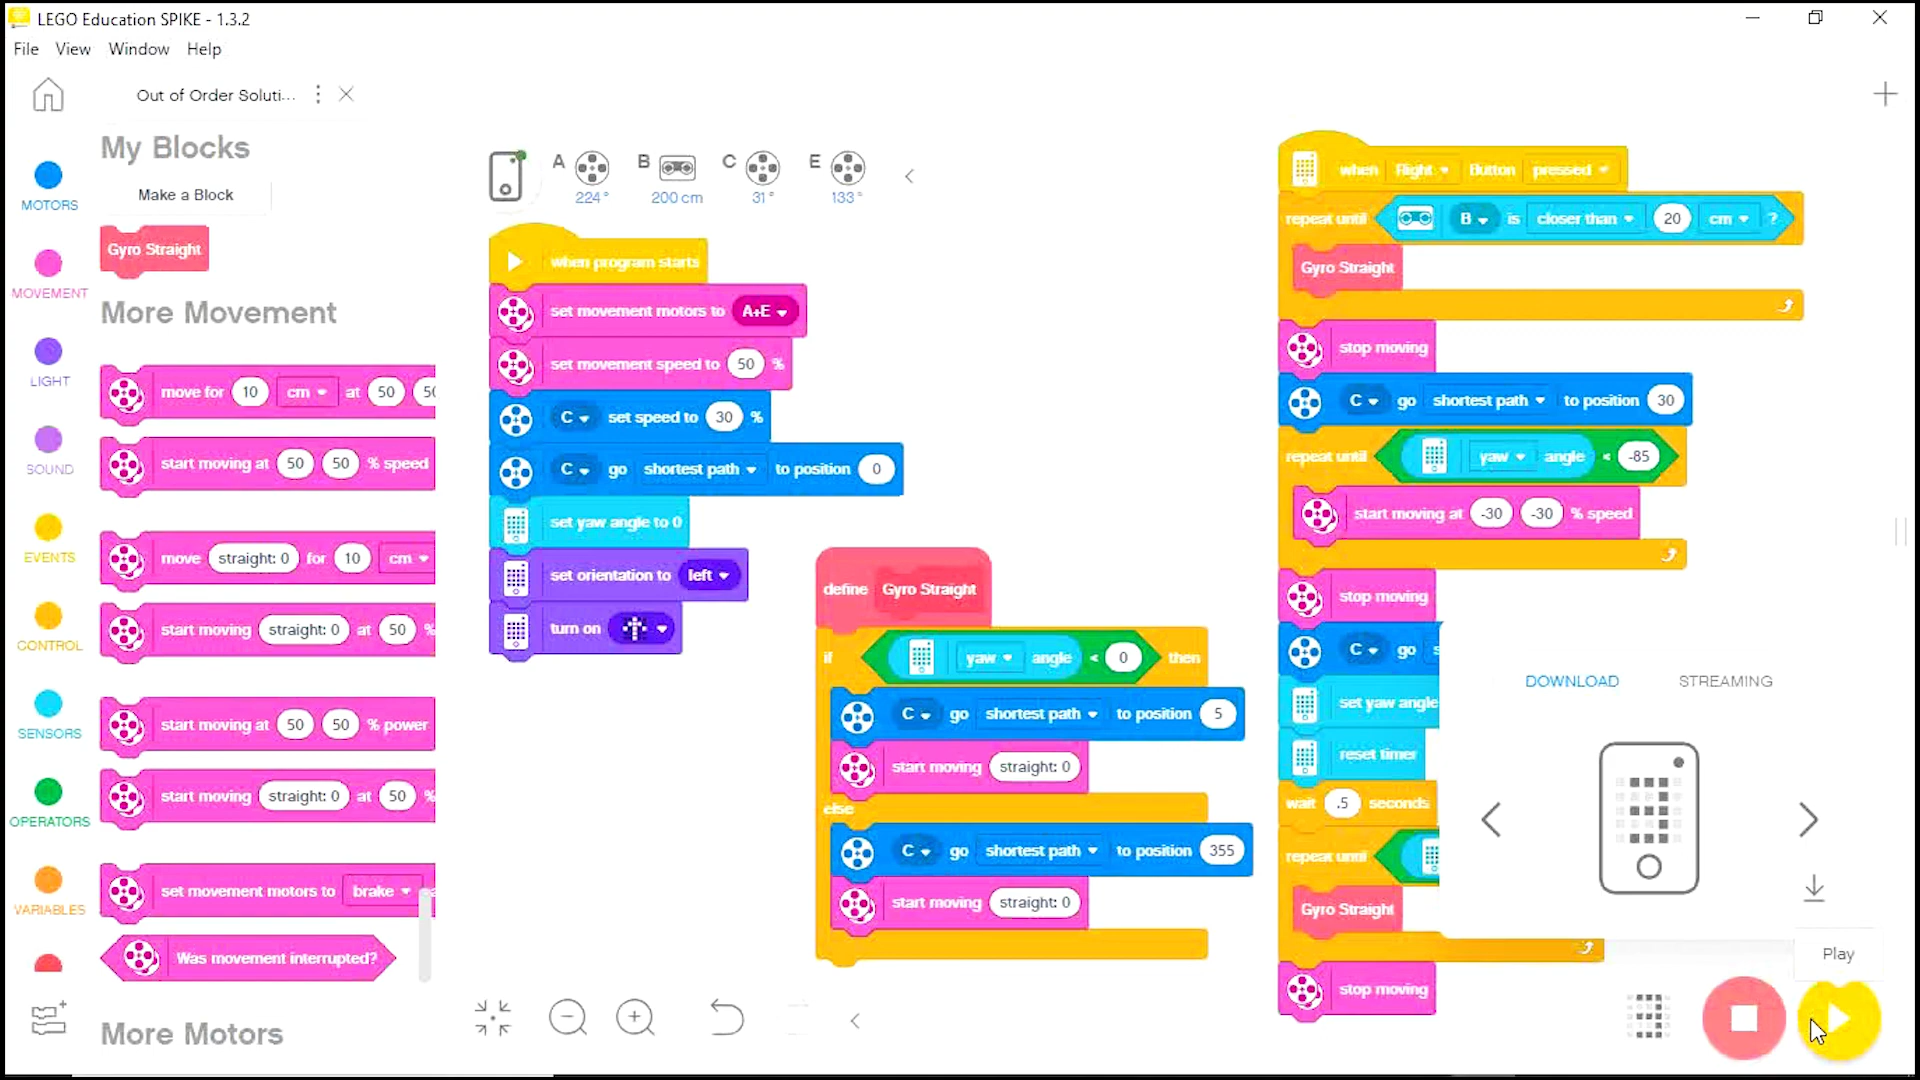 LEGO Education SPIKE - 1.3.2
File View Window Help
Out of Order Soluti...
My Blocks
Make a Block
Gyro Straight
More Movement
move for 10 cm at 50 50
start moving at 50 50 % speed
move straight: 0 for 10 cm
start moving straight: 0 at 50 %
start moving at 50 50 % power
start moving straight: 0 at 50 %
set movement motors to brake
Was movement interrupted?
More Motors
MOTORS
MOVEMENT
LIGHT
SOUND
EVENTS
CONTROL
SENSORS
OPERATORS
VARIABLES
A B C E
224° 200 cm 31° 133°
when program starts
set movement motors to A+E
set movement speed to 50 %
C set speed to 30 %
C go shortest path to position 0
set yaw angle to 0
set orientation to left
turn on
define Gyro Straight
if yaw angle < 0 then
C go shortest path to position 5
start moving straight: 0
else
C go shortest path to position 355
start moving straight: 0
when Right Button pressed
repeat until B is closer than 20 cm ?
Gyro Straight
stop moving
C go shortest path to position 30
repeat until yaw angle < -85
start moving at -30 -30 % speed
stop moving
C go
set yaw angle
reset timer
wait .5 seconds
repeat until
Gyro Straight
stop moving
DOWNLOAD STREAMING
Play